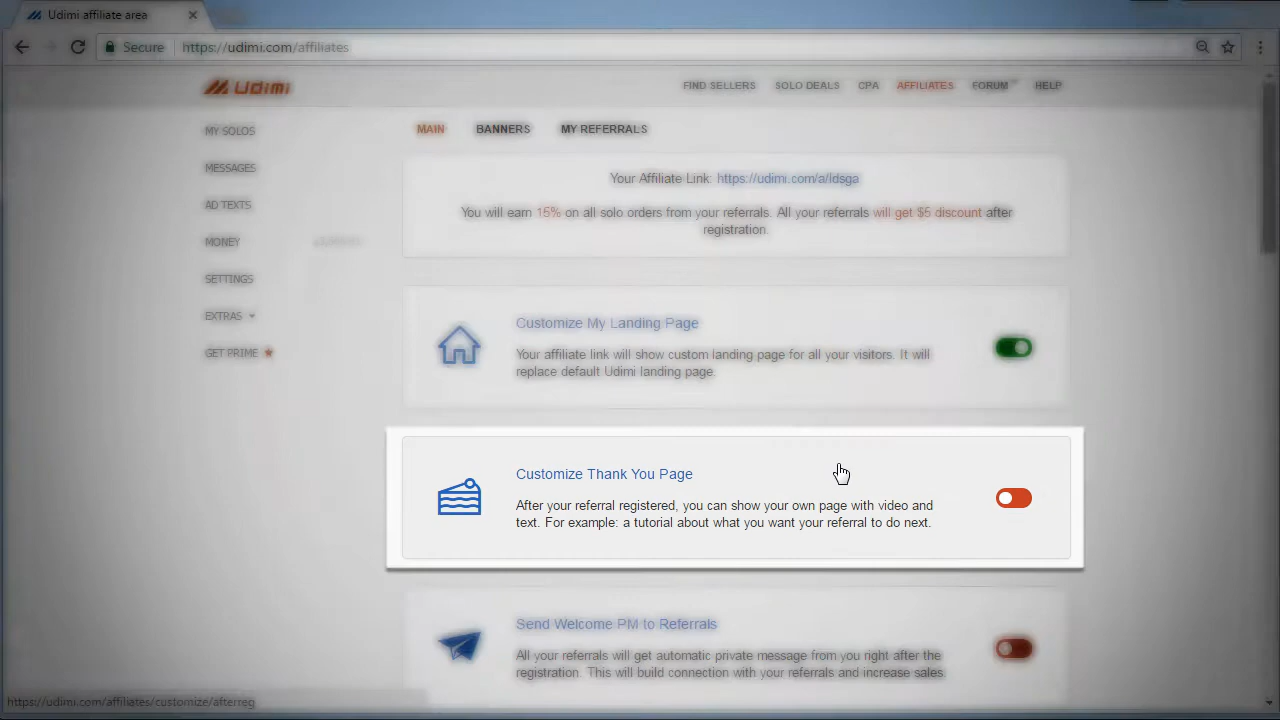 Udimi affiliate area
Secure https://udimi.com/affiliates
Udimi
FIND SELLERS SOLO DEALS CPA AFFILIATES FORUM HELP
MY SOLOS
MESSAGES
AD TEXTS
MONEY
SETTINGS
EXTRAS
GET PRIME
MAIN BANNERS MY REFERRALS
Your Affiliate Link: https://udimi.com/a/ldsga
You will earn 15% on all solo orders from your referrals. All your referrals will get $5 discount after
registration.
Customize My Landing Page
Your affiliate link will show custom landing page for all your visitors. It will
replace default Udimi landing page.
Customize Thank You Page
After your referral registered, you can show your own page with video and
text. For example: a tutorial about what you want your referral to do next.
Send Welcome PM to Referrals
All your referrals will get automatic private message from you right after the
registration. This will build connection with your referrals and increase sales
https://udimi.com/affiliates/customize/afterreg